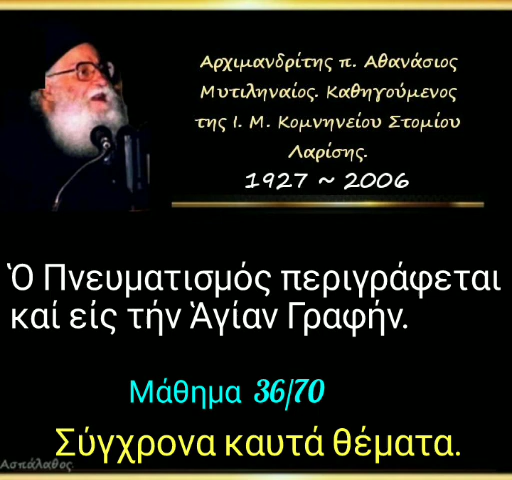 Αρχιμανδρίτης π. Αθανάσιος
Μυτιληναίος. Καθηγούμενος
της Ι. Μ. Κομνηνείου Στομίου
Λαρίσης.
1927 ~ 2006
Ὁ Πνευματισμός περιγράφεται
καί είς τήν Ἁγίαν Γραφήν.
Μάθημα 36/70
Σύγχρονα καυτά θέματα.
Ασπάλαθος.